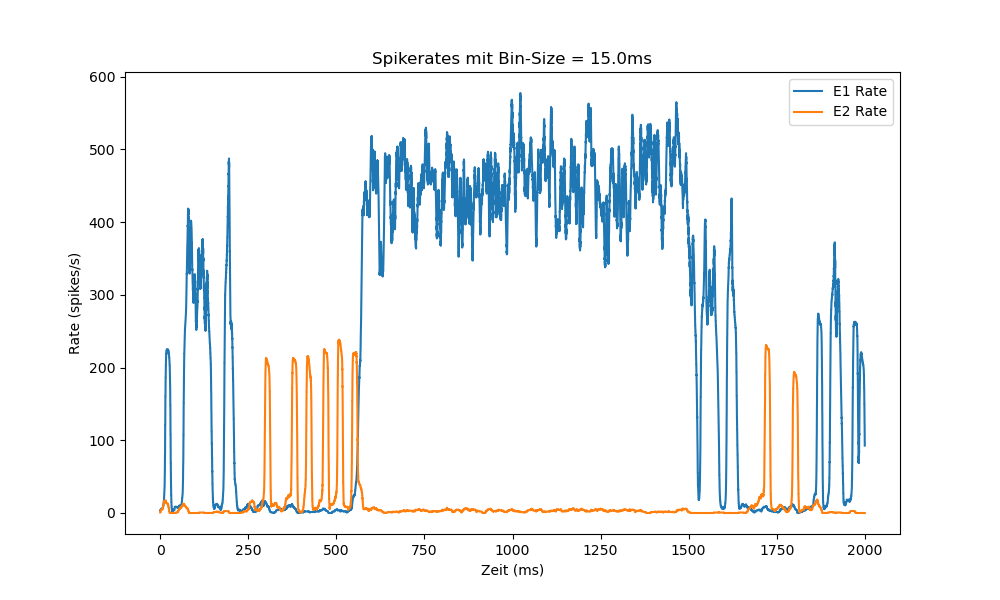 Spikerates mit Bin-Size = 15.0ms
E1 Rate
E2 Rate
600
500
400
300
200
100
0
Rate (spikes/s)
0 250 500 750 1000 1250 1500 1750 2000
Zeit (ms)